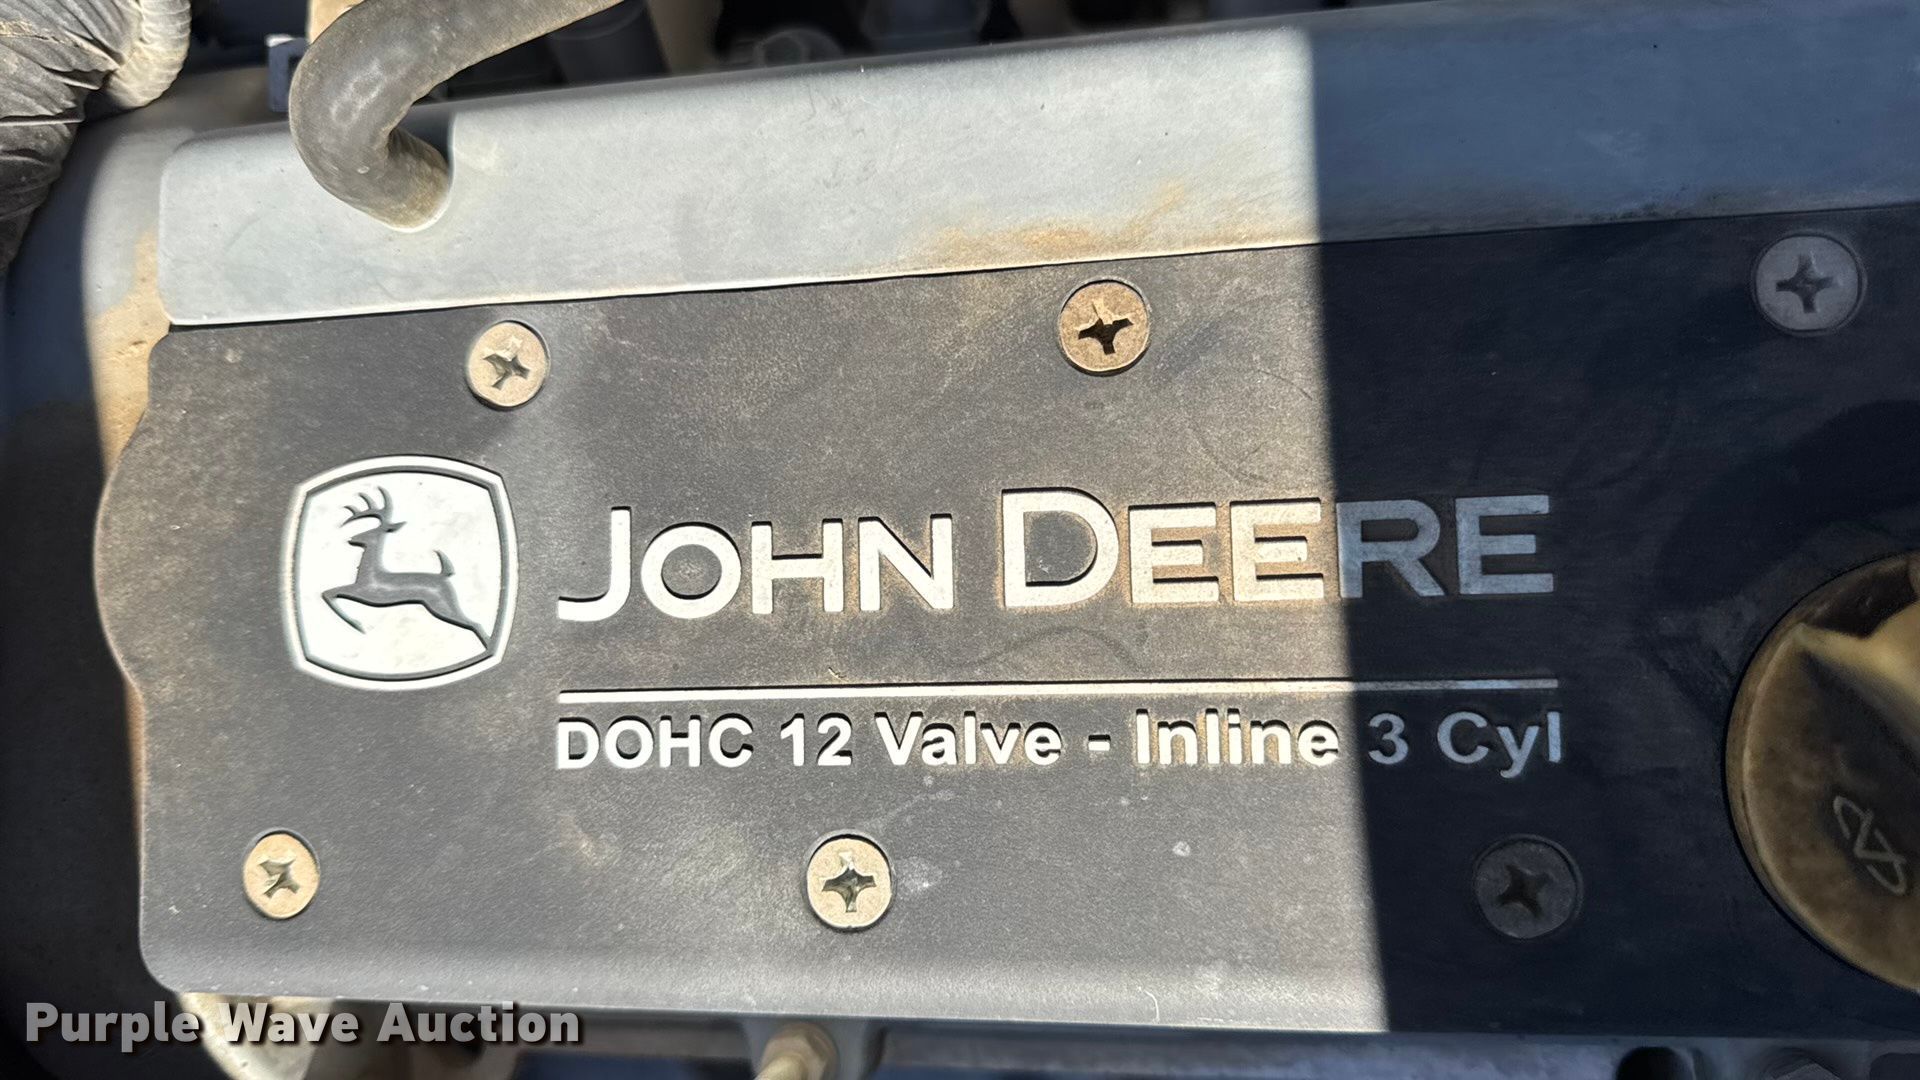 JOHN DEERE
DOHC 12 Valve - Inline 3 Cyl
Purple Wave Auction